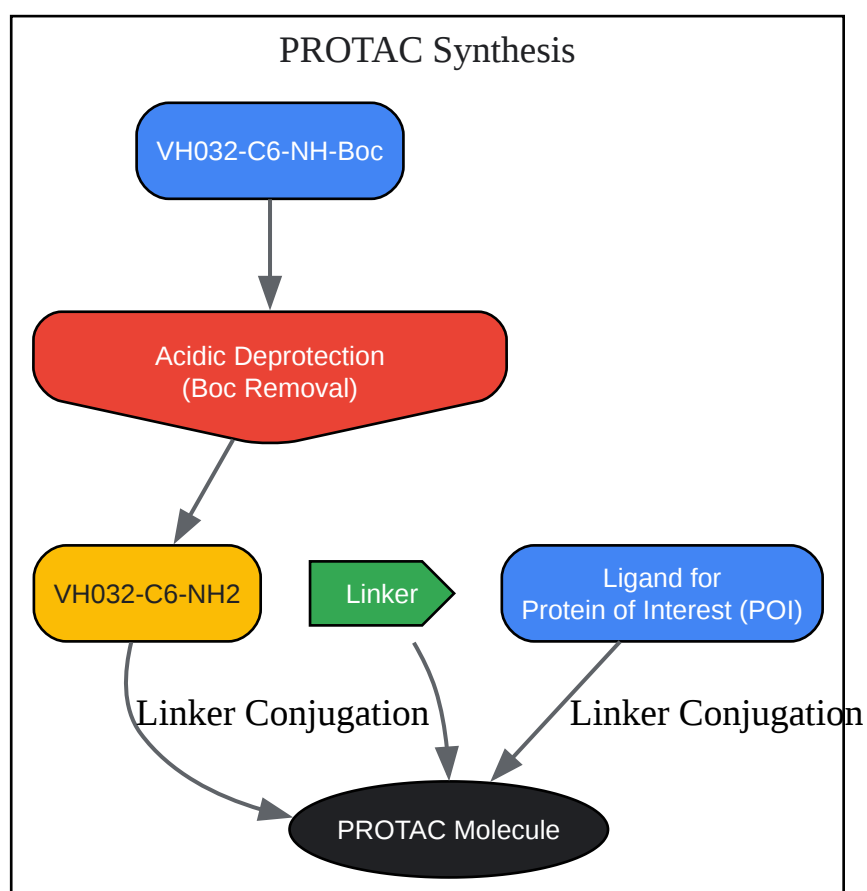 PROTAC Synthesis
VH032-C6-NH-Boc
Acidic Deprotection
(Boc Removal)
VH032-C6-NH2
Linker
Ligand for
Protein of Interest (POI)
Linker Conjugation
Linker Conjugation
PROTAC Molecule